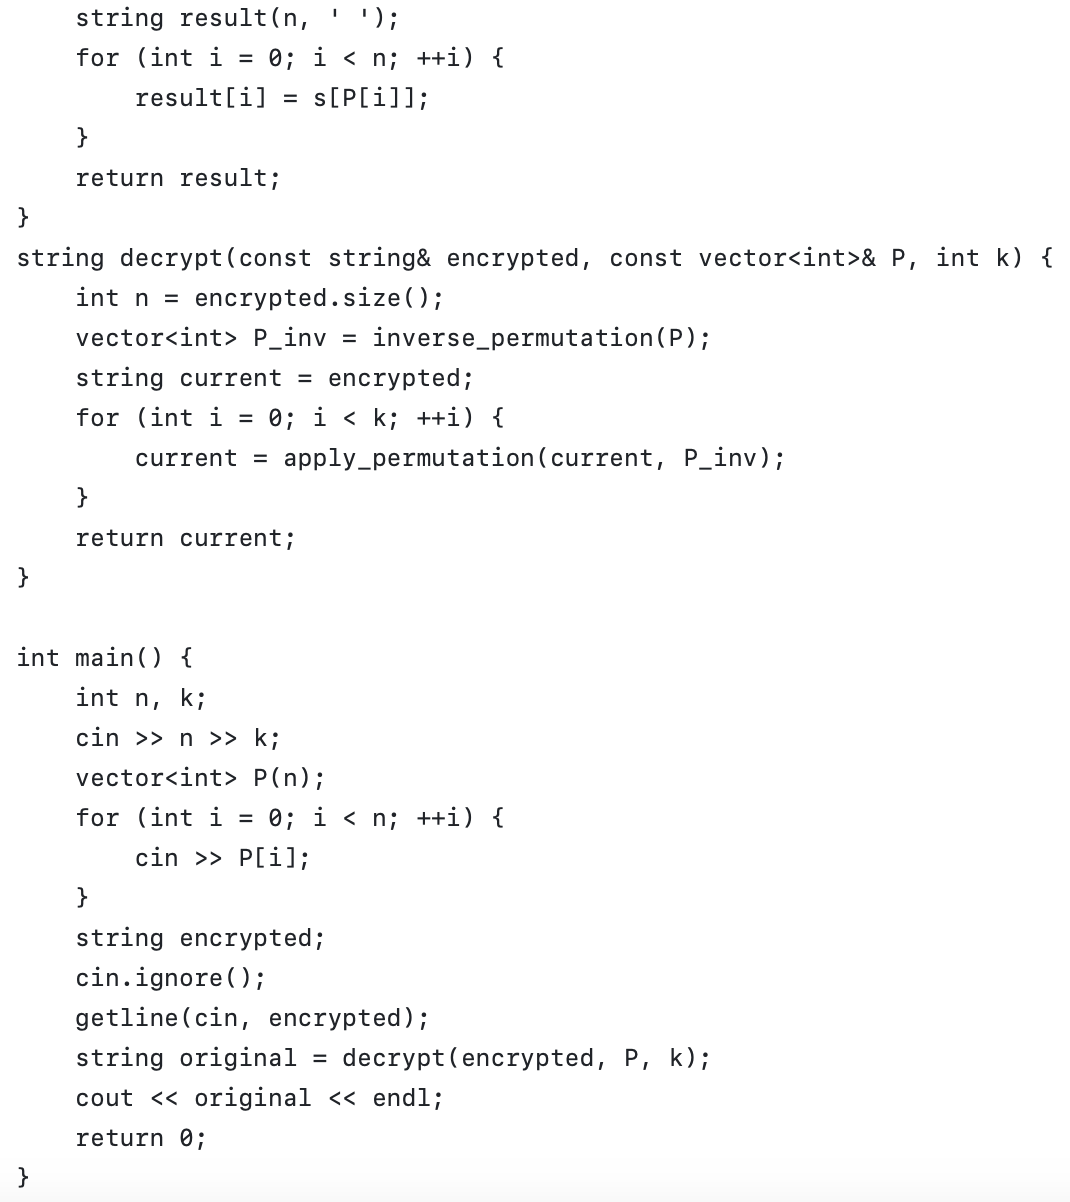 string result(n, ' ');
    for (int i = 0; i < n; ++i) {
        result[i] = s[P[i]];
    }
    return result;
}
string decrypt(const string& encrypted, const vector<int>& P, int k) {
    int n = encrypted.size();
    vector<int> P_inv = inverse_permutation(P);
    string current = encrypted;
    for (int i = 0; i < k; ++i) {
        current = apply_permutation(current, P_inv);
    }
    return current;
}

int main() {
    int n, k;
    cin >> n >> k;
    vector<int> P(n);
    for (int i = 0; i < n; ++i) {
        cin >> P[i];
    }
    string encrypted;
    cin.ignore();
    getline(cin, encrypted);
    string original = decrypt(encrypted, P, k);
    cout << original << endl;
    return 0;
}